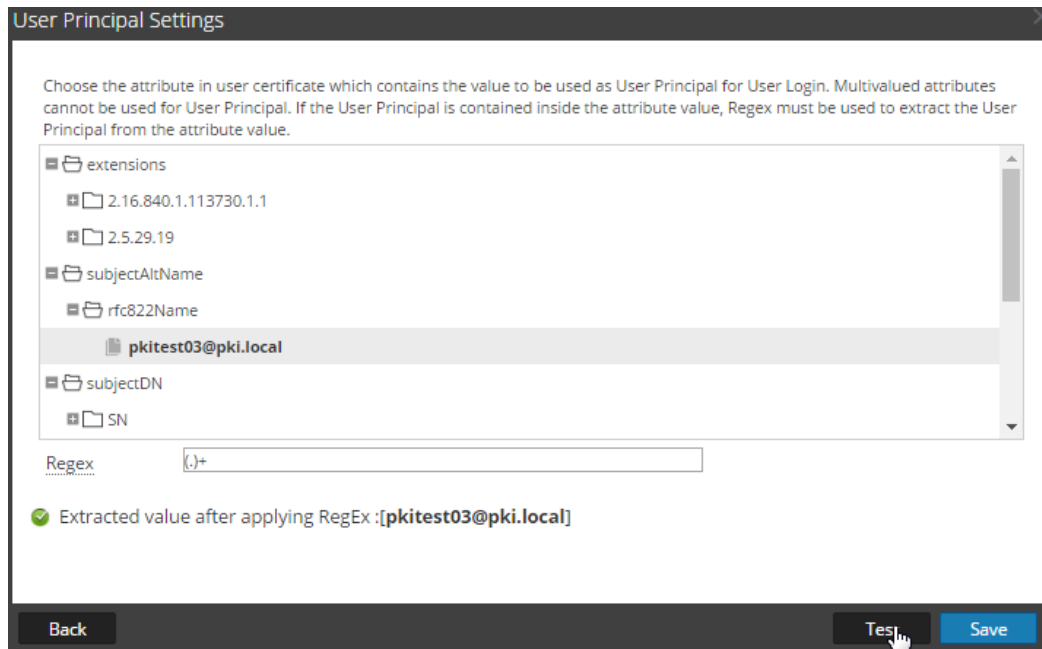 User Principal Settings
Choose the attribute in user certificate which contains the value to be used as User Principal for User Login. Multivalued attributes
cannot be used for User Principal. If the User Principal is contained inside the attribute value, Regex must be used to extract the User
Principal from the attribute value.
extensions
2.16.840.1.113730.1.1
2.5.29.19
subjectAltName
rfc822Name
pkitest03@pki.local
subjectDN
SN
Regex (.)+
Extracted value after applying RegEx :[pkitest03@pki.local]
Back Test Save